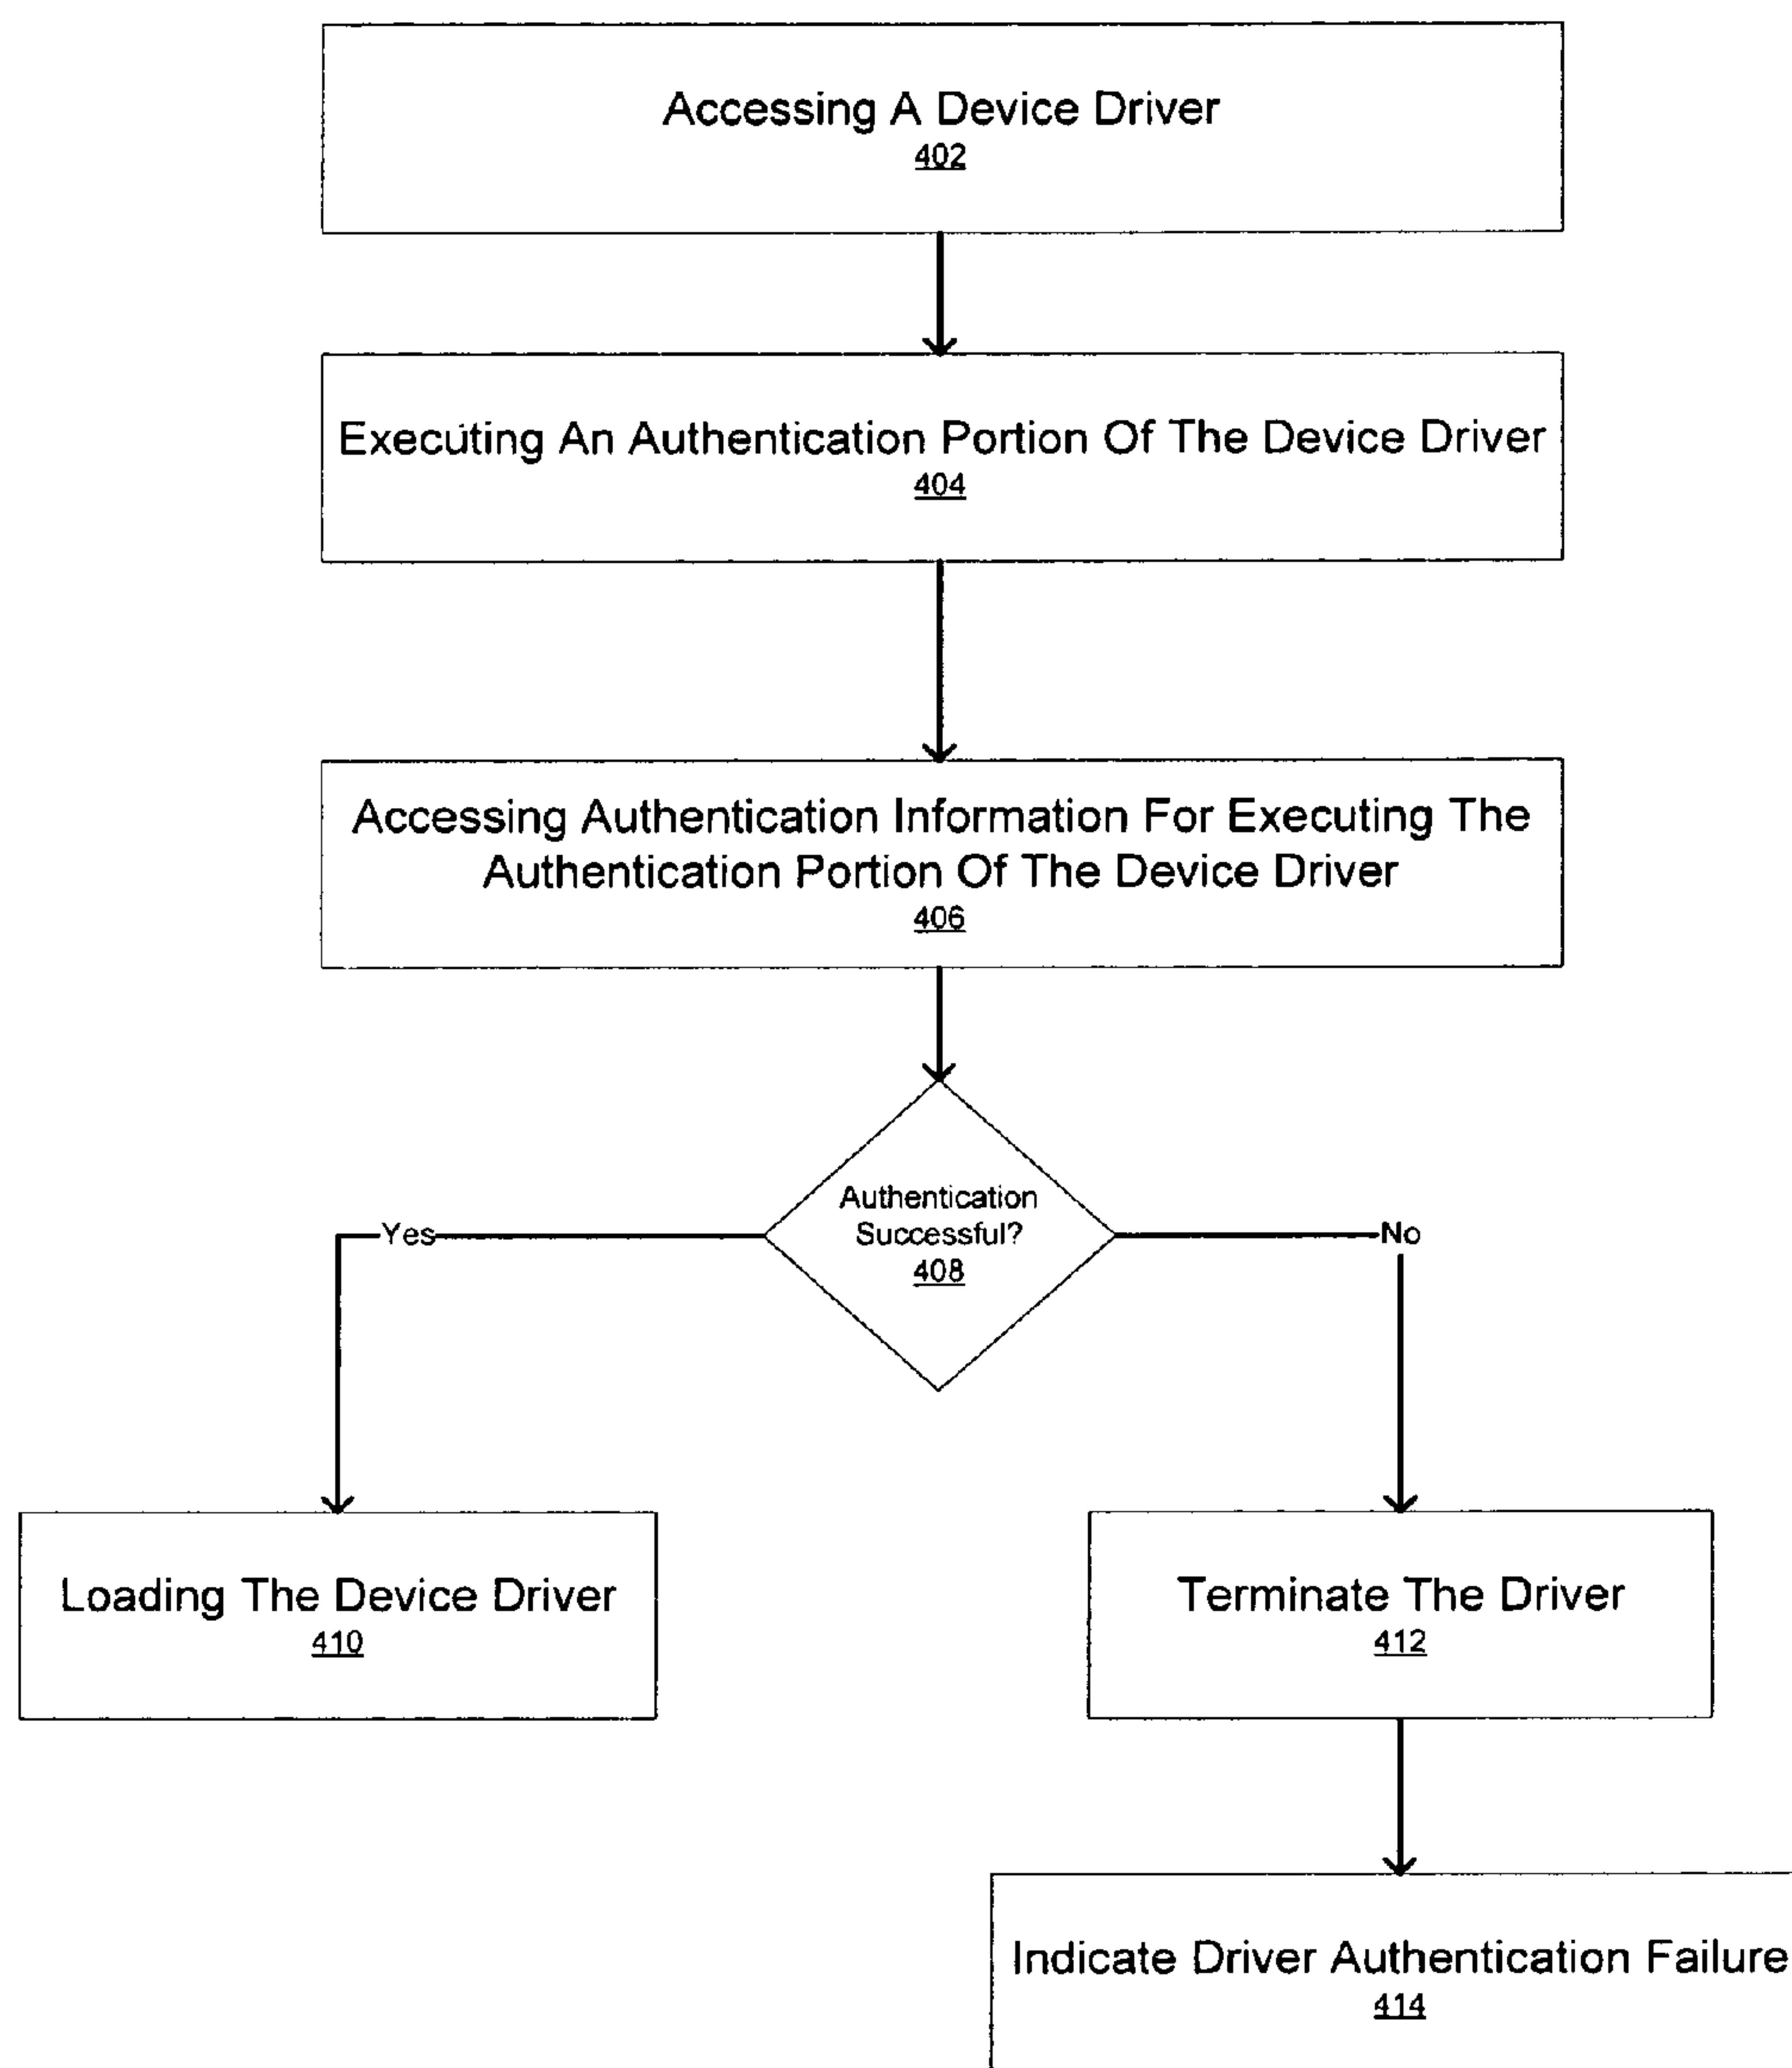 Accessing A Device Driver
402
Executing An Authentication Portion Of The Device Driver
404
Accessing Authentication Information For Executing The
Authentication Portion Of The Device Driver
406
Authentication
Successful?
408
Yes
No
Loading The Device Driver
410
Terminate The Driver
412
Indicate Driver Authentication Failure
414